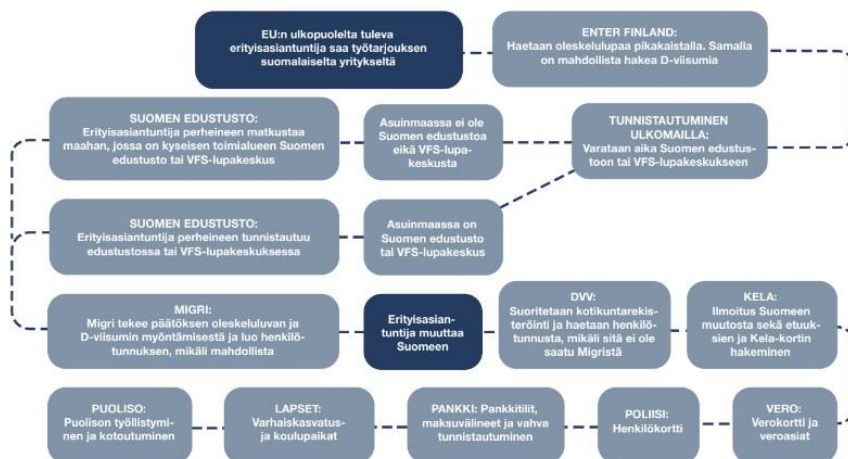 EU:n ulkopuolelta tuleva
erityisasiantuntija saa työtarjouksen
suomalaiselta yritykseltä
ENTER FINLAND:
Haetaan oleskelulupaa pikakaistalla. Samalla
on mahdollista hakea D-viisumia
SUOMEN EDUSTUSTO:
Erityisasiantuntija perheineen matkustaa
maahan, jossa on kyseisen toimialueen Suomen
edustusto tai VFS-lupakeskus
Asuinmaassa ei ole
Suomen edustustoa
eikä VFS-lupa-
keskusta
TUNNISTAUTUMINEN
ULKOMAILLA:
Varataan aika Suomen edustus-
toon tai VFS-lupakeskukseen
SUOMEN EDUSTUSTO:
Erityisasiantuntija perheineen tunnistautuu
edustustossa tai VFS-lupakeskuksessa
Asuinmaassa on
Suomen edustusto
tai VFS-lupakeskus
MIGRI:
Migri tekee päätöksen oleskeluluvan ja
D-viisumin myöntämisestä ja luo henkilö-
tunnuksen, mikäli mahdollista
Erityisasian-
tuntija muuttaa
Suomeen
DVV:
Suoritetaan kotikuntarekis-
teröinti ja haetaan henkilö-
tunnusta, mikäli sitä ei ole
saatu Migristä
KELA:
Ilmoitus Suomeen
muutosta sekä etuuk-
sien ja Kela-kortin
hakeminen
PUOLISO:
Puolison työllistymi-
nen ja kotoutuminen
LAPSET:
Varhaiskasvatus-
ja koulupaikat
PANKKI: Pankkitilit,
maksuvälineet ja vahva
tunnistautuminen
POLIISI:
Henkilökortti
VERO:
Verokortti ja
veroasiat